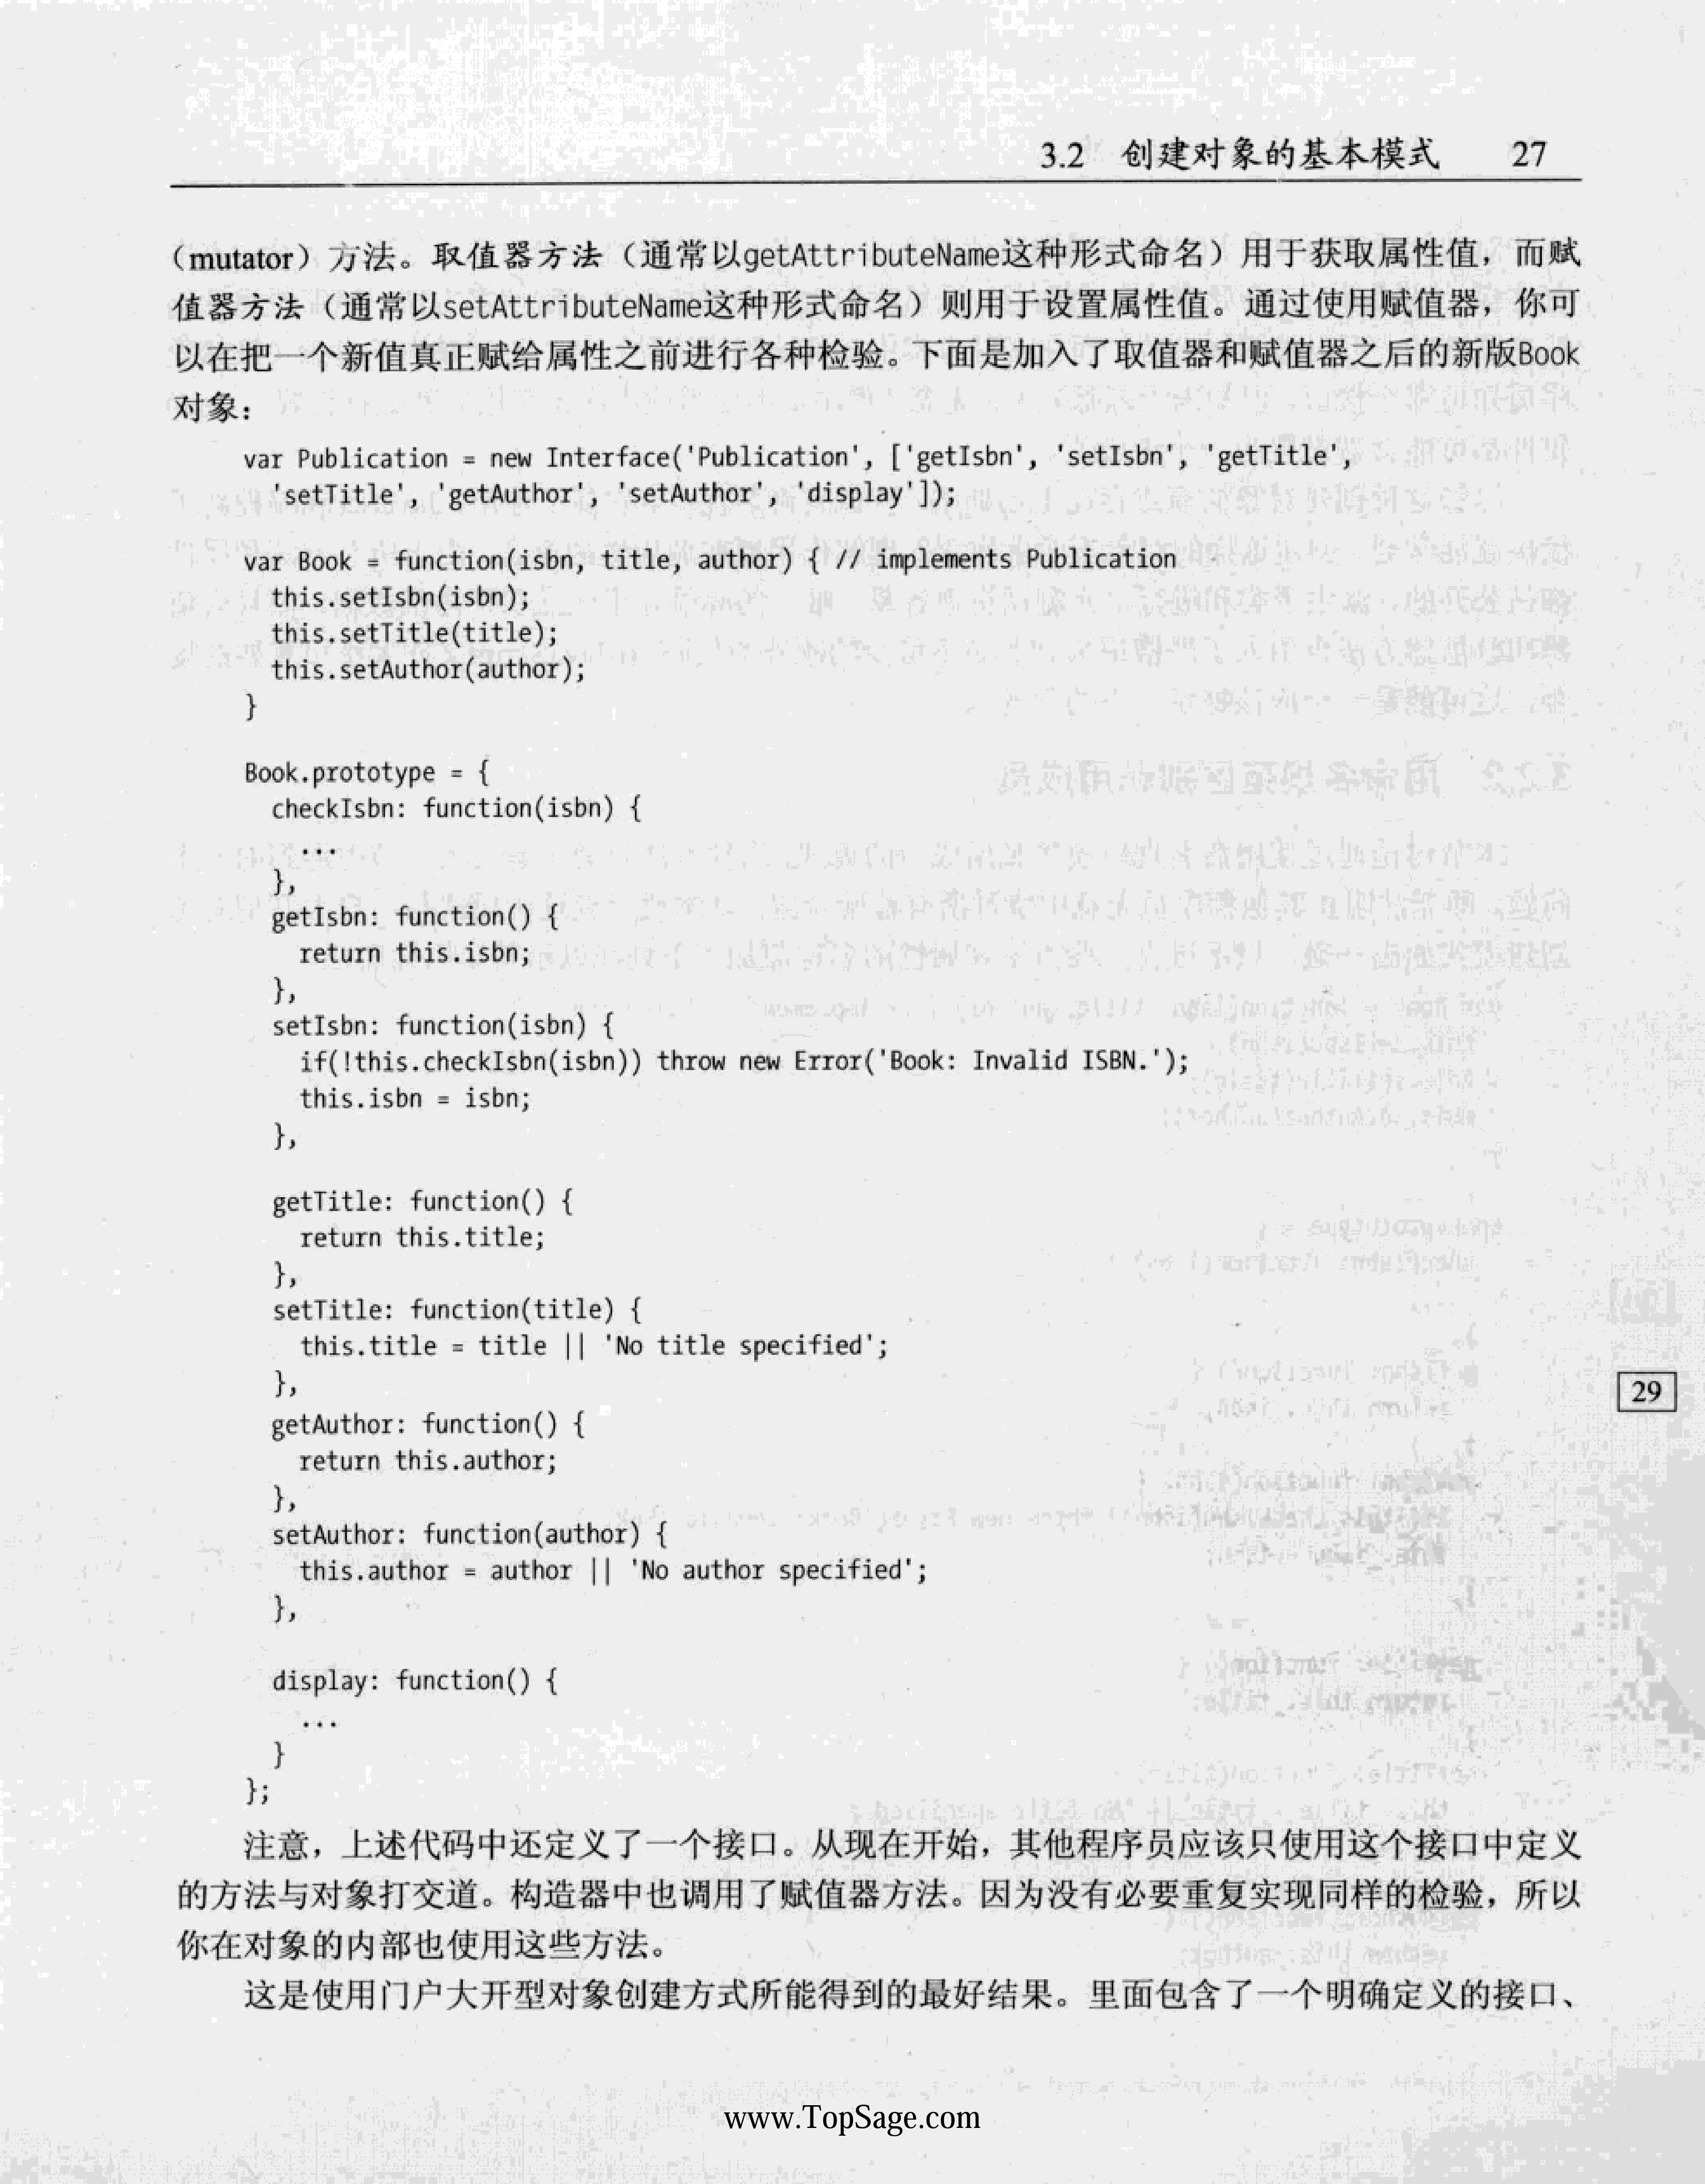 3.2 创建对象的基本模式 27
（mutator）方法。取值器方法（通常以getAttributeName这种形式命名）用于获取属性值，而赋
值器方法（通常以setAttributeName这种形式命名）则用于设置属性值。通过使用赋值器，你可
以在把一个新值真正赋给属性之前进行各种检验。下面是加入了取值器和赋值器之后的新版Book
对象：
var Publication = new Interface('Publication', ['getIsbn', 'setIsbn', 'getTitle',
  'setTitle', 'getAuthor', 'setAuthor', 'display']);
var Book = function(isbn, title, author) { // implements Publication
  this.setIsbn(isbn);
  this.setTitle(title);
  this.setAuthor(author);
}
Book.prototype = {
  checkIsbn: function(isbn) {
    ...
  },
  getIsbn: function() {
    return this.isbn;
  },
  setIsbn: function(isbn) {
    if(!this.checkIsbn(isbn)) throw new Error('Book: Invalid ISBN.');
    this.isbn = isbn;
  },
  getTitle: function() {
    return this.title;
  },
  setTitle: function(title) {
    this.title = title || 'No title specified';
  },
  getAuthor: function() {
    return this.author;
  },
  setAuthor: function(author) {
    this.author = author || 'No author specified';
  },
  display: function() {
    ...
  }
};
29
注意，上述代码中还定义了一个接口。从现在开始，其他程序员应该只使用这个接口中定义
的方法与对象打交道。构造器中也调用了赋值器方法。因为没有必要重复实现同样的检验，所以
你在对象的内部也使用这些方法。
这是使用门户大开型对象创建方式所能得到的最好结果。里面包含了一个明确定义的接口、
www.TopSage.com